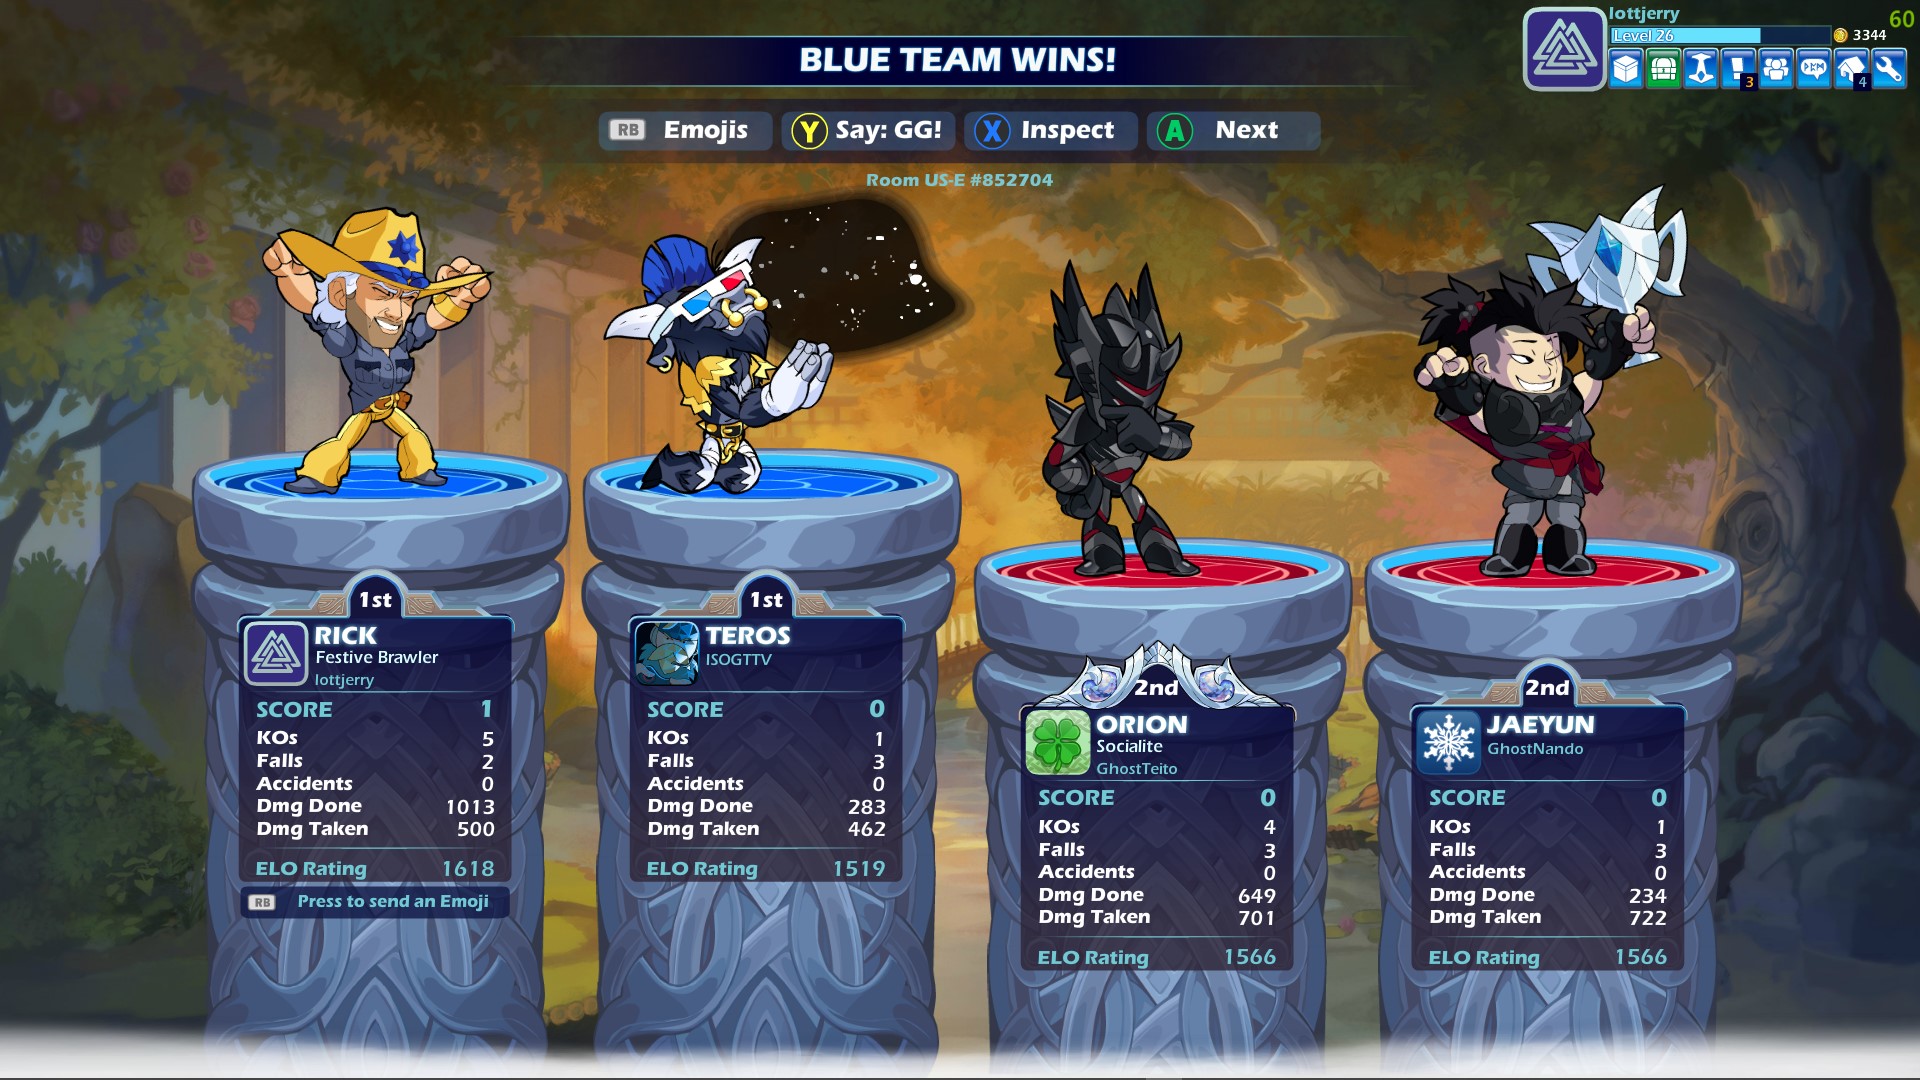 lottjerry
60
Level 26
3344
3
4
BLUE TEAM WINS!
RB Emojis
Y Say: GG!
X Inspect
A Next
Room US-E #852704
1st
RICK
Festive Brawler
lottjerry
SCORE 1
KOs 5
Falls 2
Accidents 0
Dmg Done 1013
Dmg Taken 500
ELO Rating 1618
RB Press to send an Emoji
1st
TEROS
ISOGTTV
SCORE 0
KOs 1
Falls 3
Accidents 0
Dmg Done 283
Dmg Taken 462
ELO Rating 1519
2nd
ORION
Socialite
GhostTeito
SCORE 0
KOs 4
Falls 3
Accidents 0
Dmg Done 649
Dmg Taken 701
ELO Rating 1566
2nd
JAEYUN
GhostNando
SCORE 0
KOs 1
Falls 3
Accidents 0
Dmg Done 234
Dmg Taken 722
ELO Rating 1566